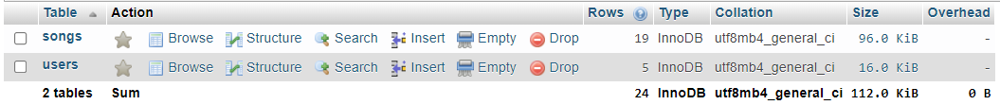 Table Action Rows Type Collation Size Overhead
songs Browse Structure Search Insert Empty Drop 19 InnoDB utf8mb4_general_ci 96.0 KiB -
users Browse Structure Search Insert Empty Drop 5 InnoDB utf8mb4_general_ci 16.0 KiB -
2 tables Sum 24 InnoDB utf8mb4_general_ci 112.0 KiB 0 B